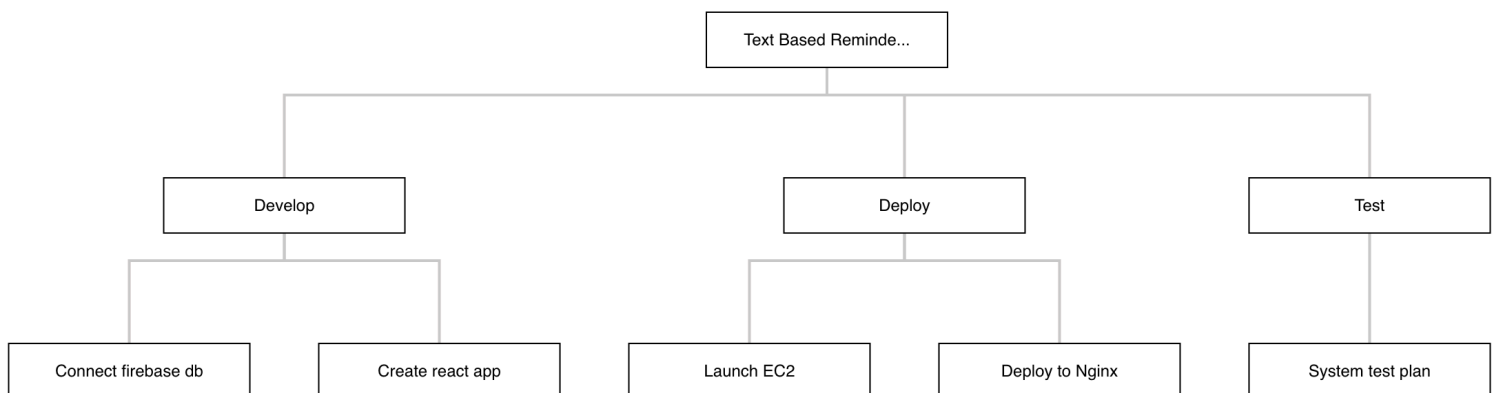 Text Based Reminde...
Develop
Deploy
Test
Connect firebase db
Create react app
Launch EC2
Deploy to Nginx
System test plan